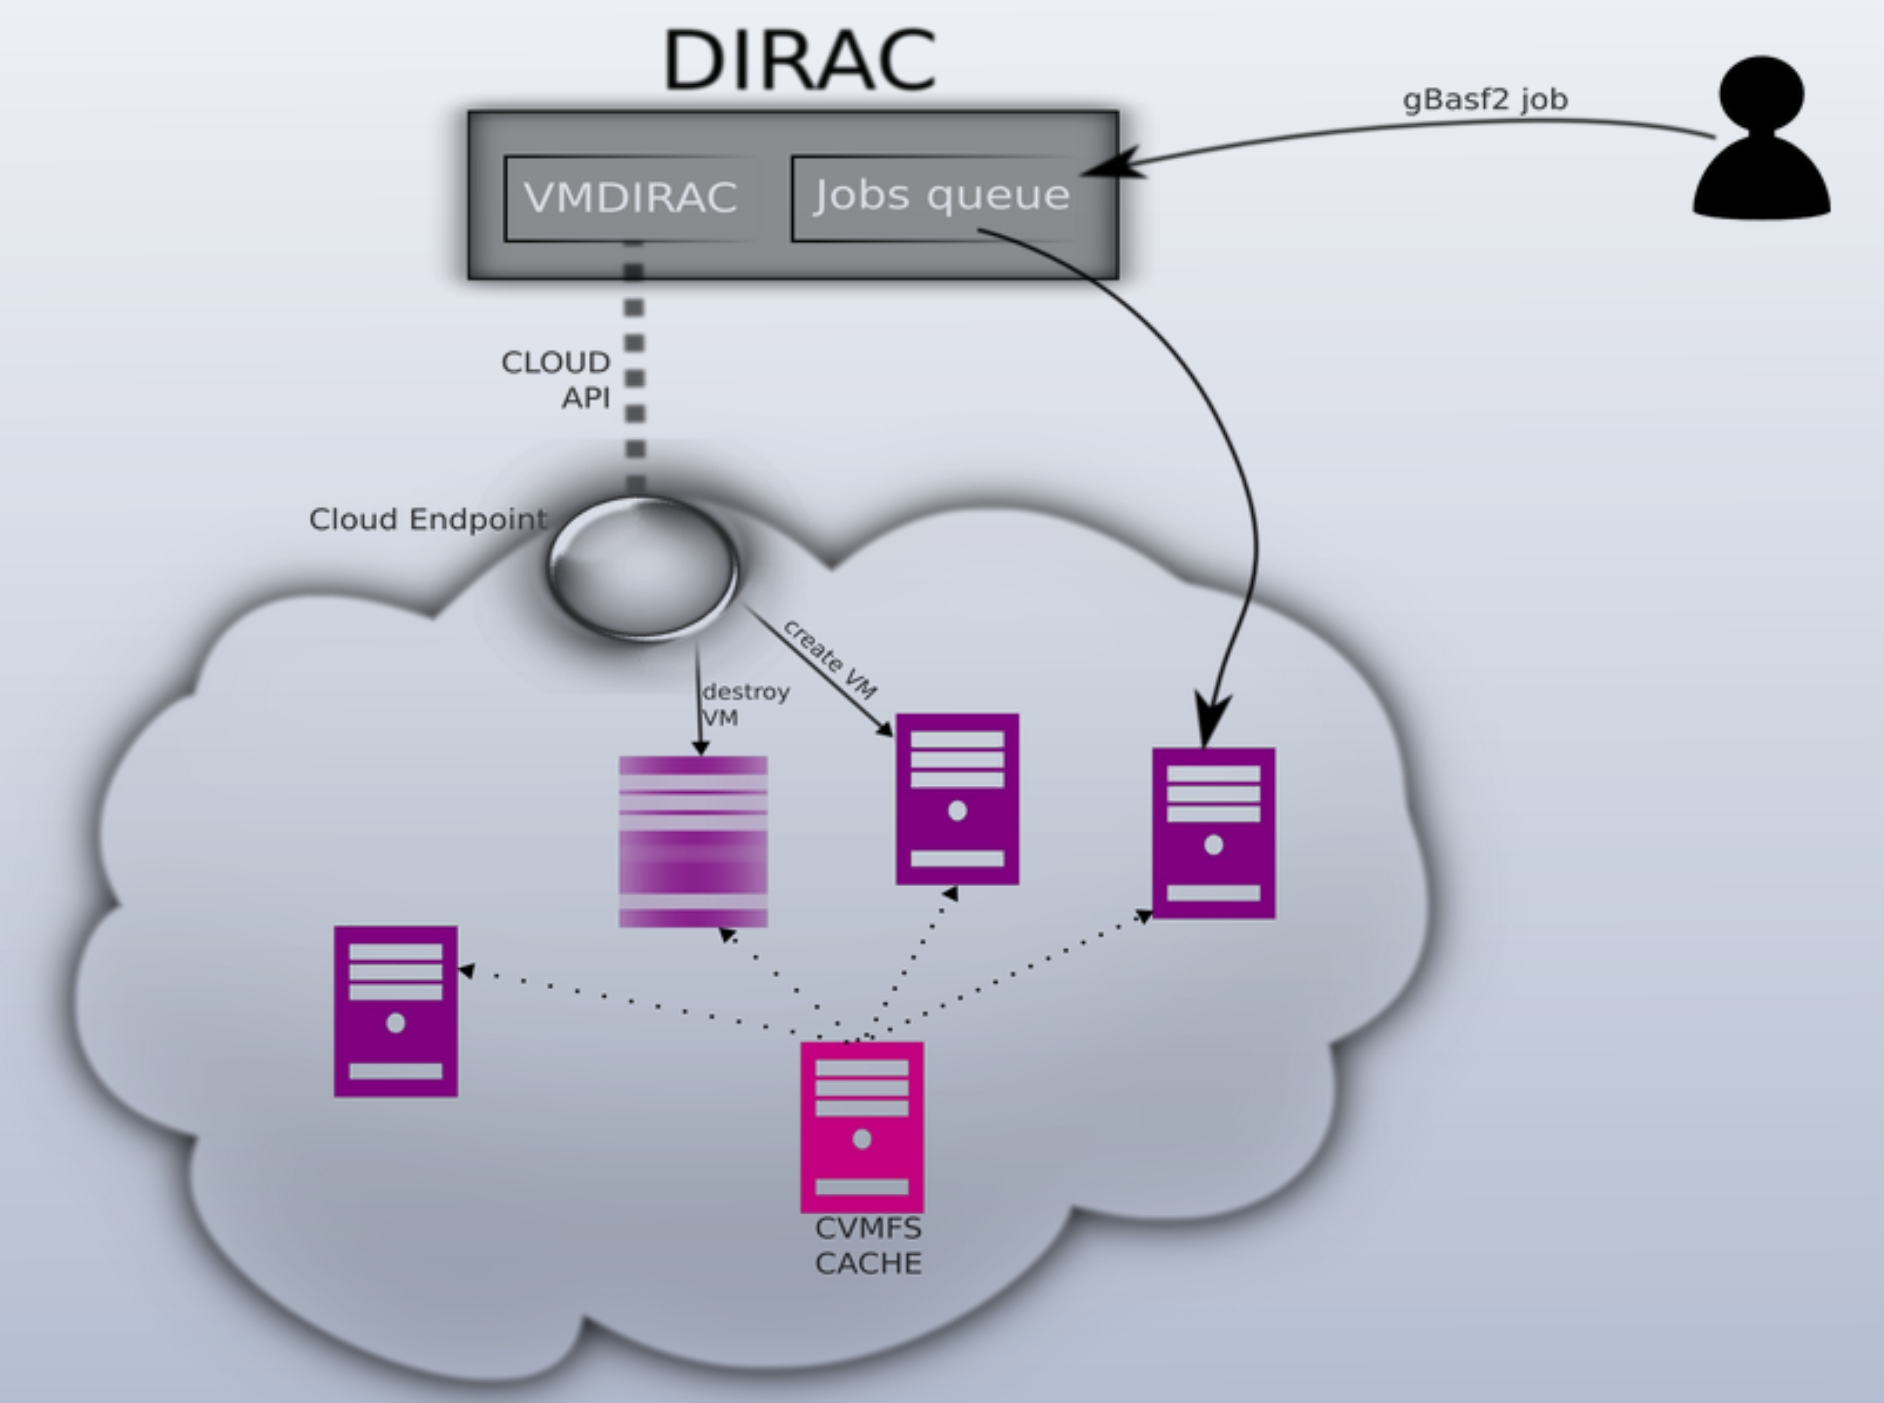 DIRAC
gBasf2 job
VMDIRAC
Jobs queue
CLOUD
API
Cloud Endpoint
create VM
destroy
VM
CVMFS
CACHE